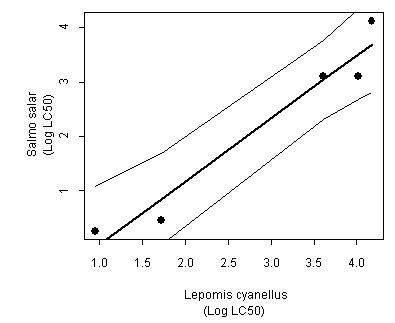 Salmo salar
(Log LC50)
4
3
2
1
1.0 1.5 2.0 2.5 3.0 3.5 4.0
Lepomis cyanellus
(Log LC50)